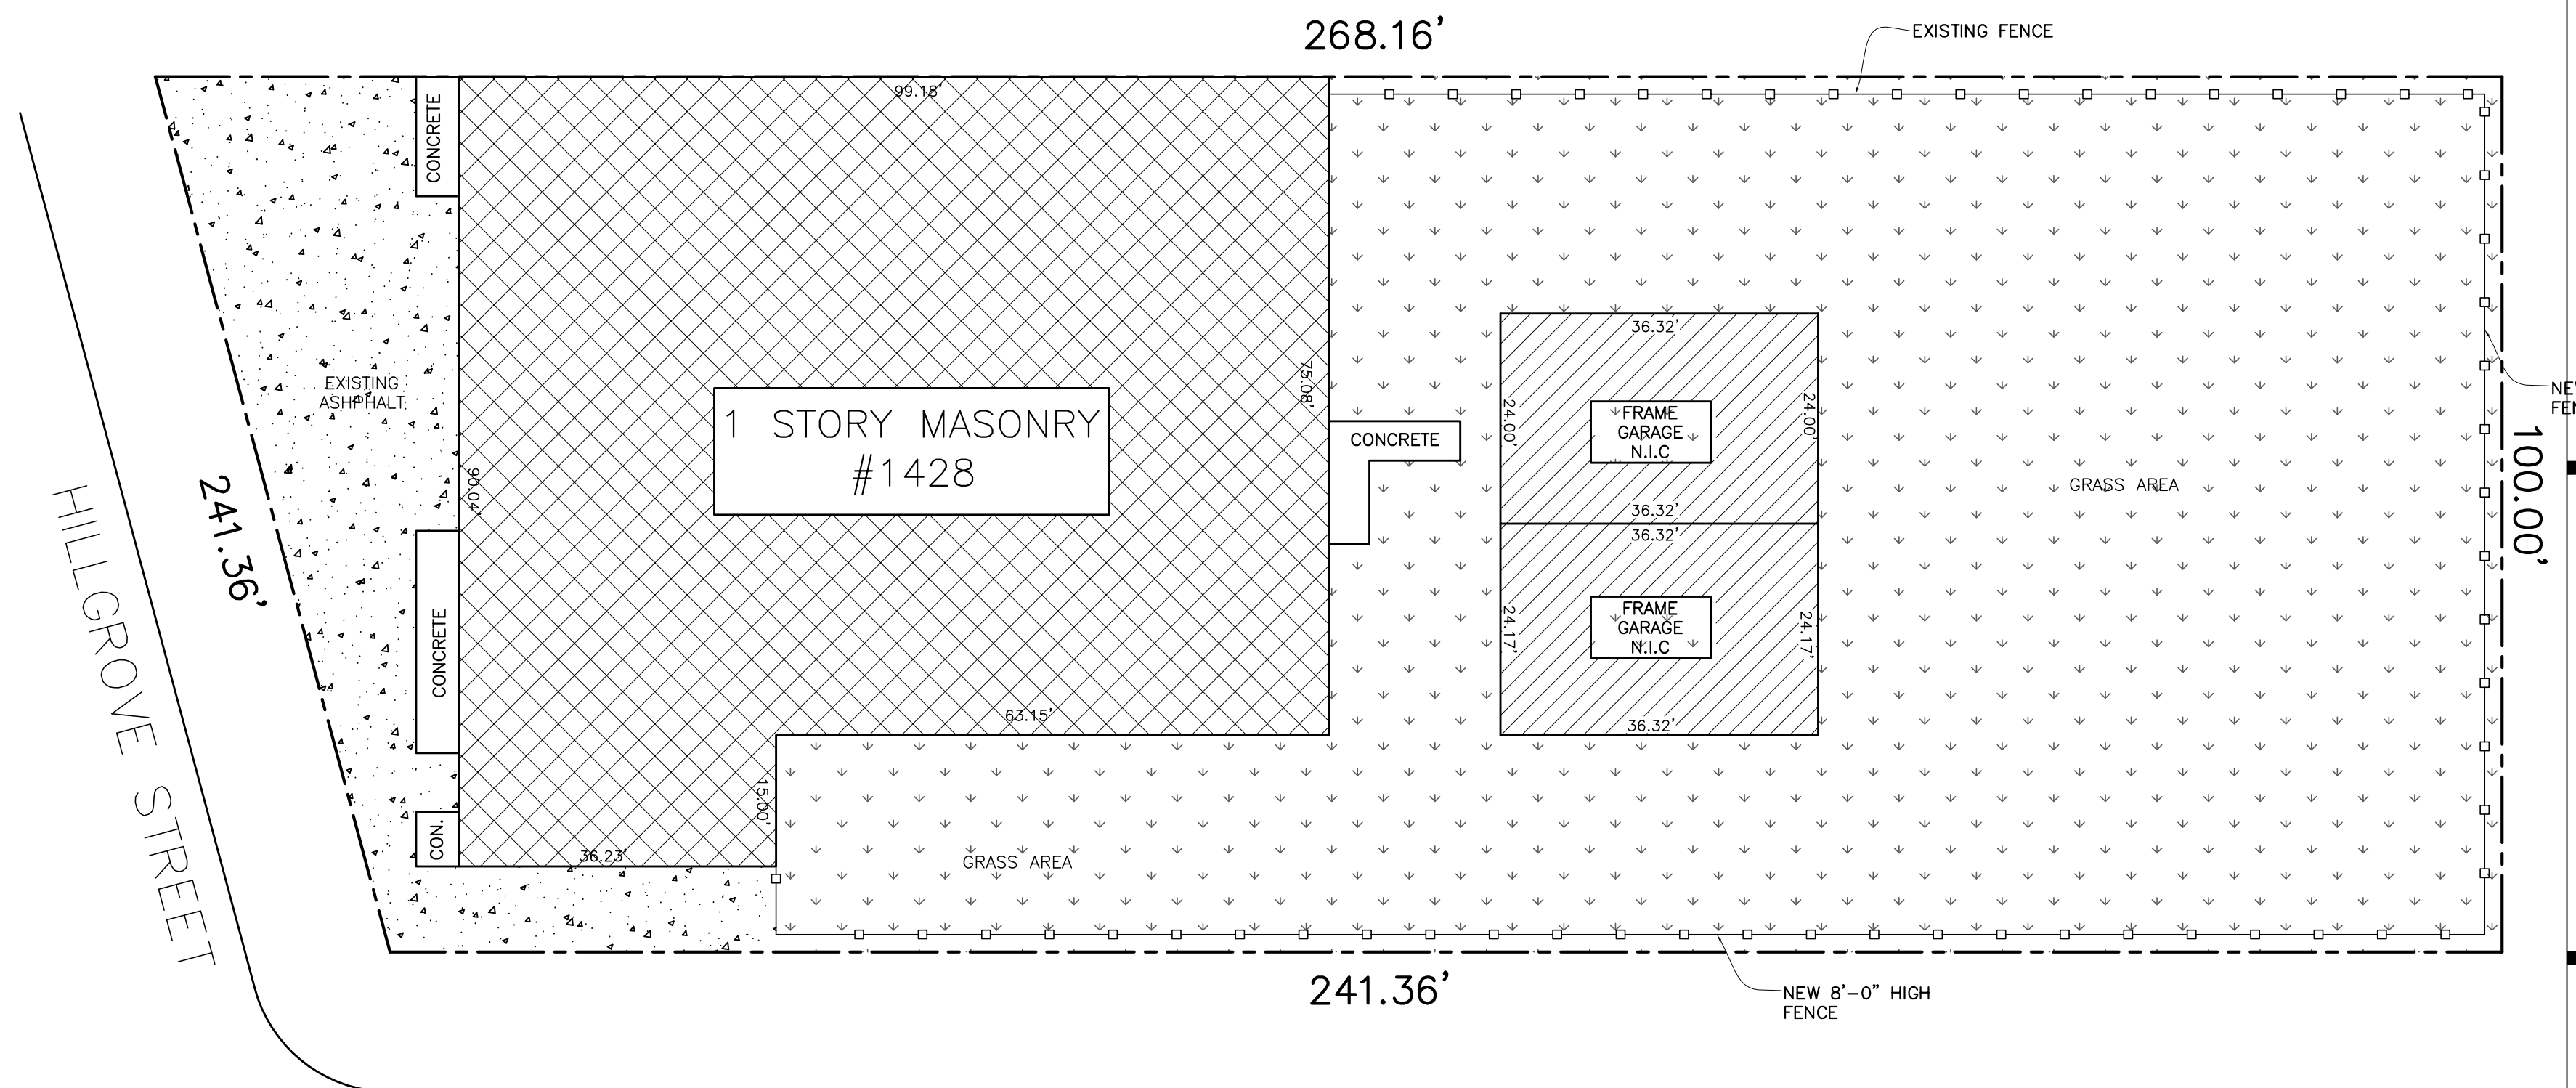 268.16'
EXISTING FENCE
CONCRETE
99.18'
EXISTING
ASHPHALT
1 STORY MASONRY
#1428
90.04'
75.08'
CONCRETE
36.32'
24.00'
FRAME
GARAGE
N.I.C
24.00'
36.32'
36.32'
24.17'
FRAME
GARAGE
N.I.C
24.17'
36.32'
GRASS AREA
100.00'
HILLGROVE STREET
241.36'
CONCRETE
63.15'
15.00'
CON.
36.23'
GRASS AREA
241.36'
NEW 8'-0" HIGH
FENCE